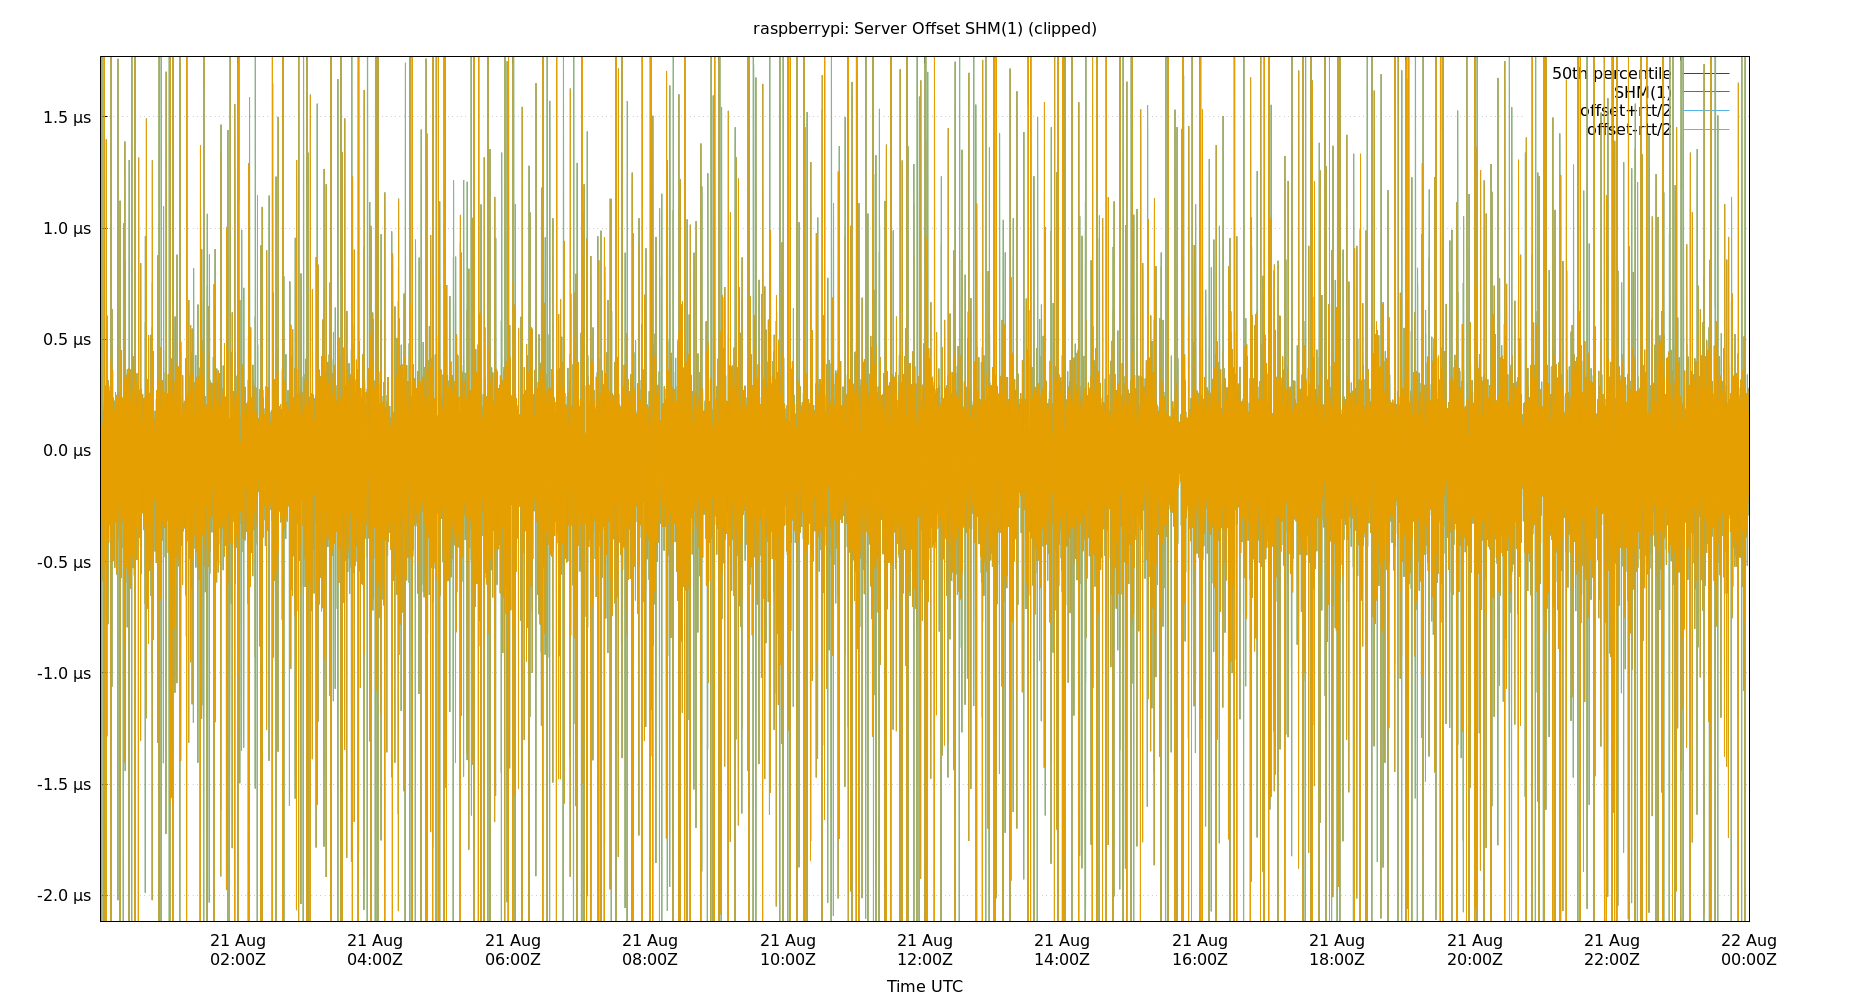 raspberrypi: Server Offset SHM(1) (clipped)
50th percentile
SHM(1)
offset+rtt/2
offset-rtt/2
1.5 µs
1.0 µs
0.5 µs
0.0 µs
-0.5 µs
-1.0 µs
-1.5 µs
-2.0 µs
21 Aug 21 Aug 21 Aug 21 Aug 21 Aug 21 Aug 21 Aug 21 Aug 21 Aug 21 Aug 21 Aug 22 Aug
02:00Z 04:00Z 06:00Z 08:00Z 10:00Z 12:00Z 14:00Z 16:00Z 18:00Z 20:00Z 22:00Z 00:00Z
Time UTC